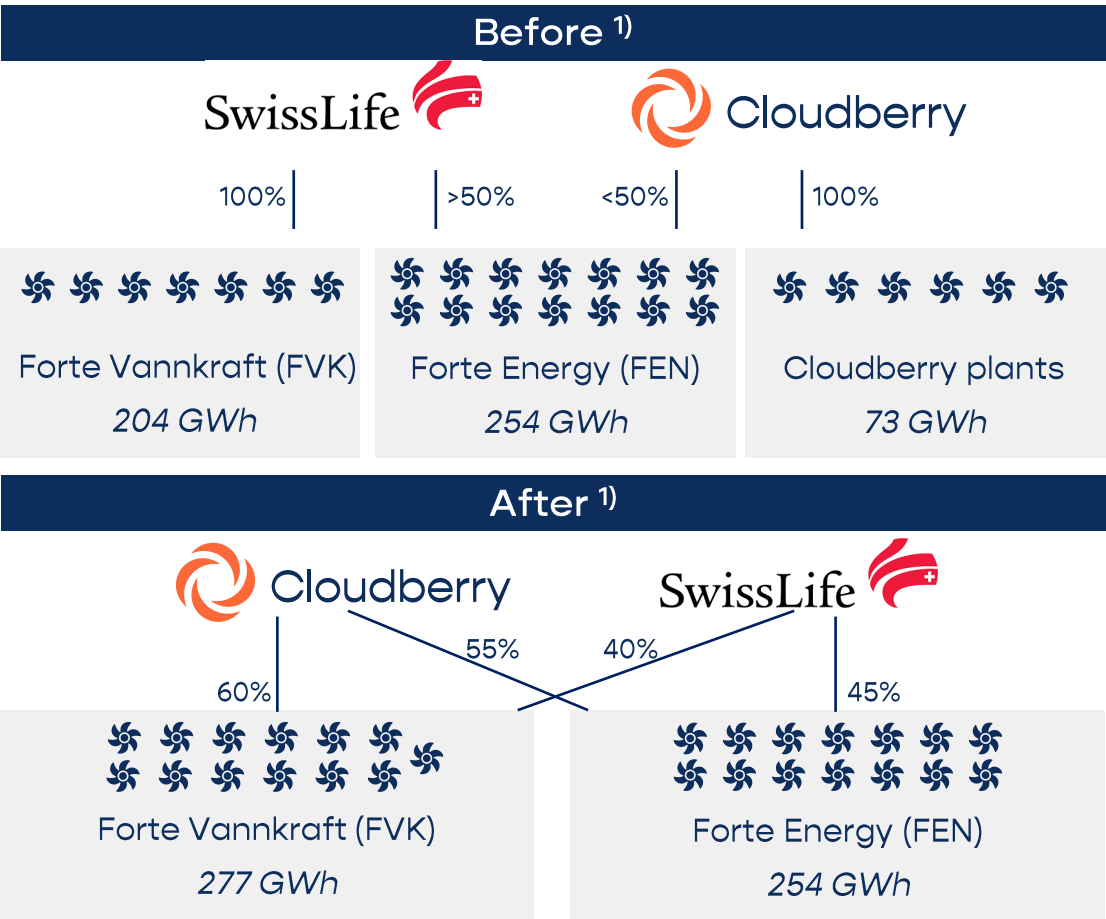 Before 1)
SwissLife
Cloudberry
100%
>50%
<50%
100%
Forte Vannkraft (FVK)
204 GWh
Forte Energy (FEN)
254 GWh
Cloudberry plants
73 GWh
After 1)
Cloudberry
SwissLife
55%
40%
60%
45%
Forte Vannkraft (FVK)
277 GWh
Forte Energy (FEN)
254 GWh